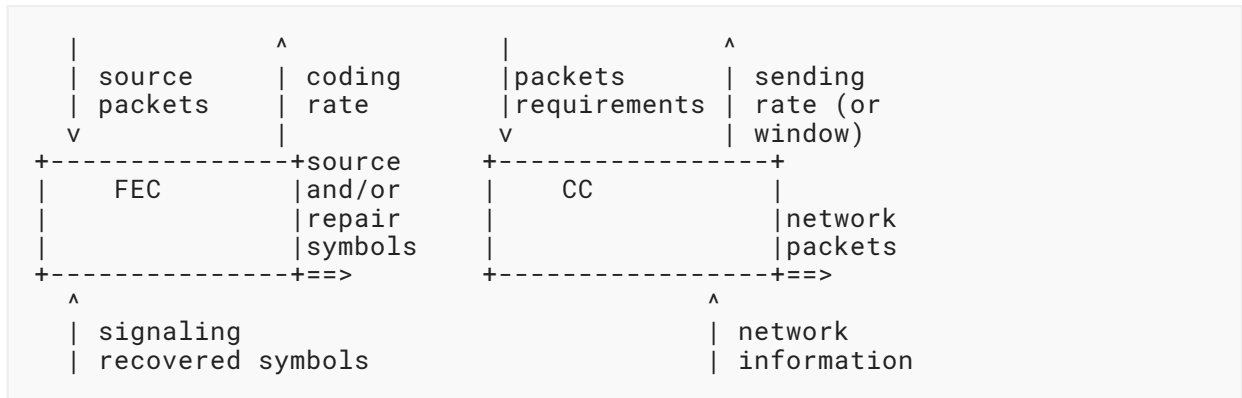 |             ^              |              ^
  | source      | coding       |packets       | sending
  | packets     | rate         |requirements  | rate (or
  v             |              v              | window)
+---------------+source     +-----------------+
|    FEC        |and/or     |    CC           |
|               |repair     |                 |network
|               |symbols    |                 |packets
+---------------+==>        +-----------------+==>
  ^                                         ^
  | signaling                               | network
  | recovered symbols                       | information